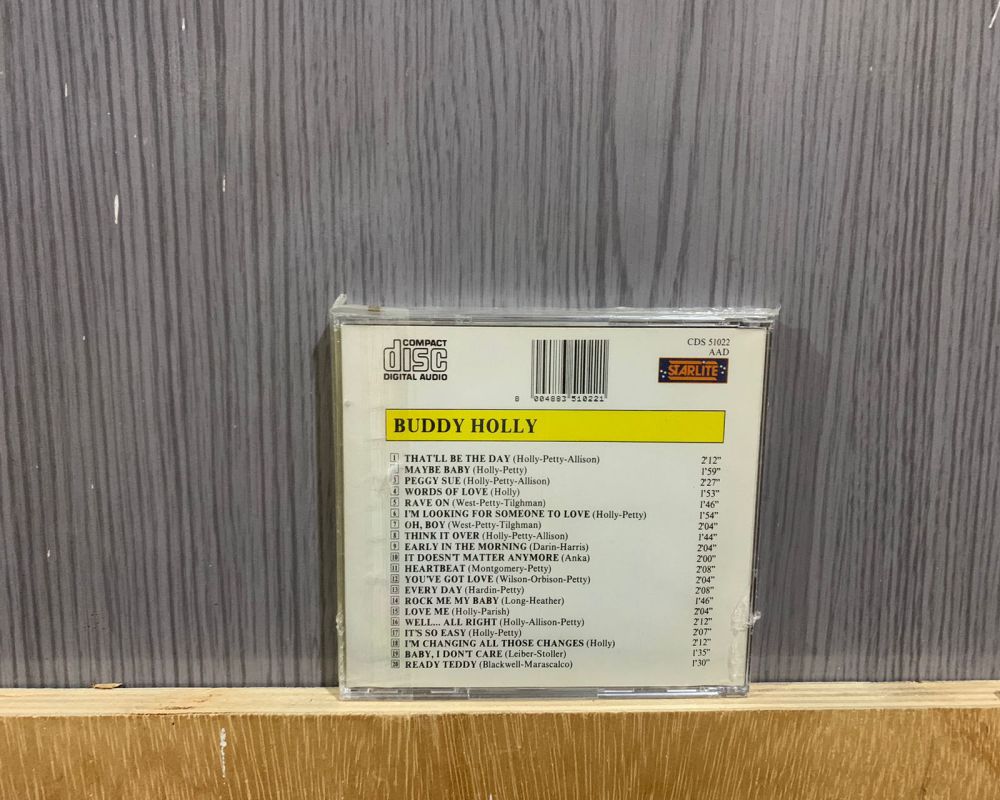 COMPACT
disc
DIGITAL AUDIO
8 004883 510221
CDS 51022
AAD
STARLITE
BUDDY HOLLY
1 THAT'LL BE THE DAY (Holly-Petty-Allison) 2'12"
2 MAYBE BABY (Holly-Petty) 1'59"
3 PEGGY SUE (Holly-Petty-Allison) 2'27"
4 WORDS OF LOVE (Holly) 1'53"
5 RAVE ON (West-Petty-Tilghman) 1'46"
6 I'M LOOKING FOR SOMEONE TO LOVE (Holly-Petty) 1'54"
7 OH, BOY (West-Petty-Tilghman) 2'04"
8 THINK IT OVER (Holly-Petty-Allison) 1'44"
9 EARLY IN THE MORNING (Darin-Harris) 2'04"
10 IT DOESN'T MATTER ANYMORE (Anka) 2'00"
11 HEARTBEAT (Montgomery-Petty) 2'08"
12 YOU'VE GOT LOVE (Wilson-Orbison-Petty) 2'04"
13 EVERY DAY (Hardin-Petty) 2'08"
14 ROCK ME MY BABY (Long-Heather) 1'46"
15 LOVE ME (Holly-Parish) 2'04"
16 WELL... ALL RIGHT (Holly-Allison-Petty) 2'12"
17 IT'S SO EASY (Holly-Petty) 2'07"
18 I'M CHANGING ALL THOSE CHANGES (Holly) 2'12"
19 BABY, I DON'T CARE (Leiber-Stoller) 1'35"
20 READY TEDDY (Blackwell-Marascalco) 1'30"